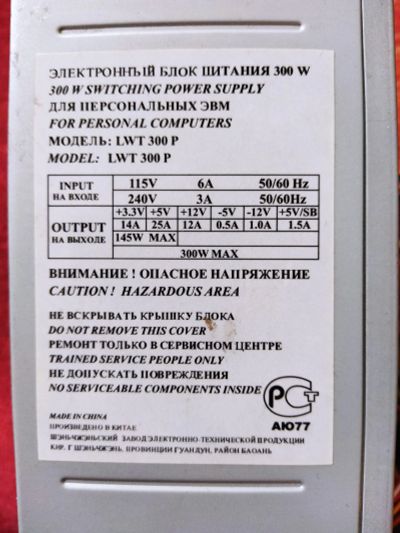 ЭЛЕКТРОННЫЙ БЛОК ПИТАНИЯ 300 W
300 W SWITCHING POWER SUPPLY
ДЛЯ ПЕРСОНАЛЬНЫХ ЭВМ
FOR PERSONAL COMPUTERS
МОДЕЛЬ: LWT 300 P
MODEL: LWT 300 P
INPUT 115V 6A 50/60 Hz
НА ВХОДЕ 240V 3A 50/60Hz
OUTPUT +3.3V +5V +12V -5V -12V +5V/SB
НА ВЫХОДЕ 14A 25A 12A 0.5A 1.0A 1.5A
145W MAX
300W MAX
ВНИМАНИЕ ! ОПАСНОЕ НАПРЯЖЕНИЕ
CAUTION ! HAZARDOUS AREA
НЕ ВСКРЫВАТЬ КРЫШКУ БЛОКА
DO NOT REMOVE THIS COVER
РЕМОНТ ТОЛЬКО В СЕРВИСНОМ ЦЕНТРЕ
TRAINED SERVICE PEOPLE ONLY
НЕ ДОПУСКАТЬ ПОВРЕЖДЕНИЯ
NO SERVICEABLE COMPONENTS INSIDE
РСТ
АЮ77
MADE IN CHINA
ПРОИЗВЕДЕНО В КИТАЕ
ШЭНЬЧЖЭНЬСКИЙ ЗАВОД ЭЛЕКТРОННО-ТЕХНИЧЕСКОЙ ПРОДУКЦИИ
КНР, Г ШЭНЬЧЖЭНЬ, ПРОВИНЦИИ ГУАНДУН, РАЙОН БАОАНЬ